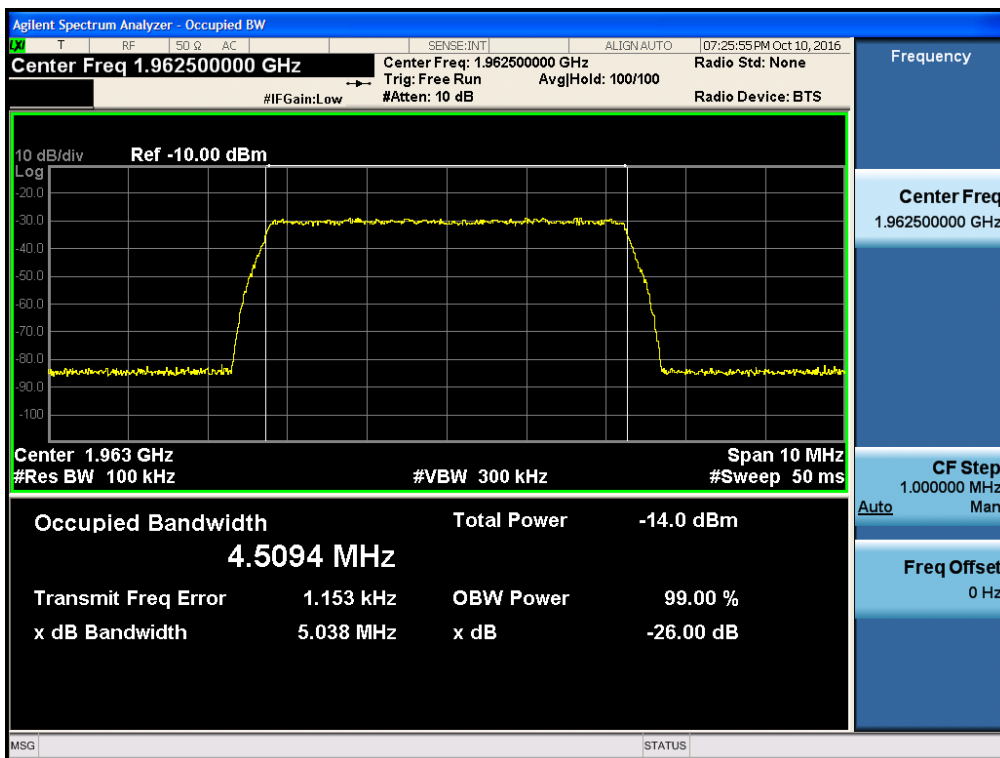 Agilent Spectrum Analyzer - Occupied BW
LXI T RF 50 Ω AC SENSE:INT ALIGN AUTO 07:25:55 PM Oct 10, 2016
Center Freq 1.962500000 GHz
Center Freq: 1.962500000 GHz Radio Std: None
Trig: Free Run Avg|Hold: 100/100
#IFGain:Low #Atten: 10 dB Radio Device: BTS
10 dB/div Ref -10.00 dBm
Log
-20.0
-30.0
-40.0
-50.0
-60.0
-70.0
-80.0
-90.0
-100
Center 1.963 GHz Span 10 MHz
#Res BW 100 kHz #VBW 300 kHz #Sweep 50 ms
Occupied Bandwidth Total Power -14.0 dBm
4.5094 MHz
Transmit Freq Error 1.153 kHz OBW Power 99.00 %
x dB Bandwidth 5.038 MHz x dB -26.00 dB
Frequency
Center Freq
1.962500000 GHz
CF Step
1.000000 MHz
Auto Man
Freq Offset
0 Hz
MSG STATUS